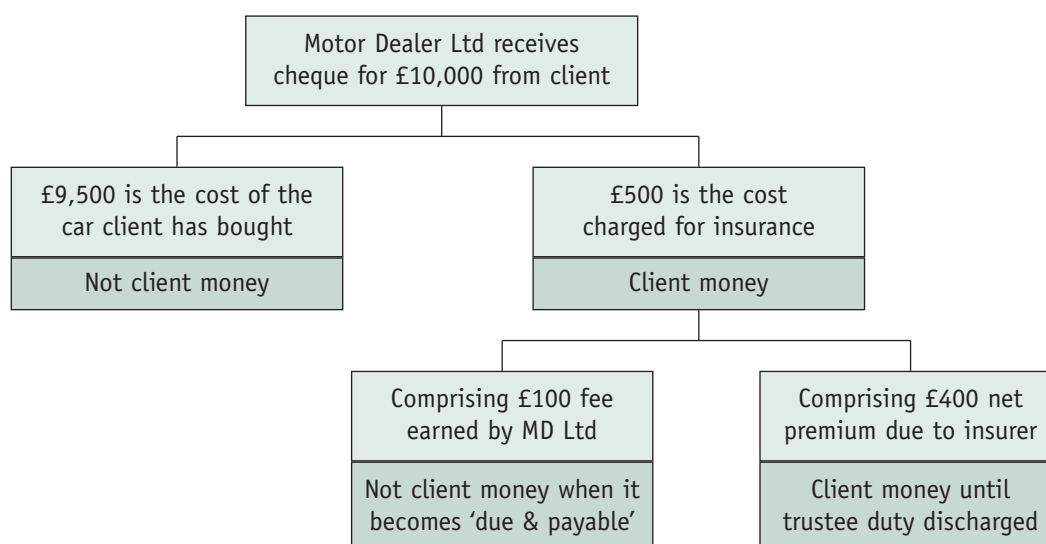 Motor Dealer Ltd receives
cheque for £10,000 from client
£9,500 is the cost of the
car client has bought
Not client money
£500 is the cost
charged for insurance
Client money
Comprising £100 fee
earned by MD Ltd
Not client money when it
becomes ‘due & payable’
Comprising £400 net
premium due to insurer
Client money until
trustee duty discharged